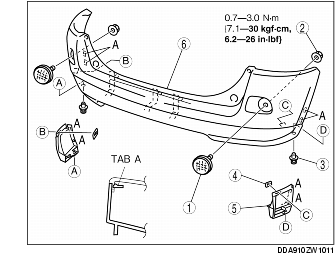 0.7—3.0 N·m
{7.1—30 kgf·cm,
6.2—26 in·lbf}
2
A
6
B
A
C
A
D
B
A
A
A
TAB A
3
4
A
1
5
A
C
D
DDA910ZW1011